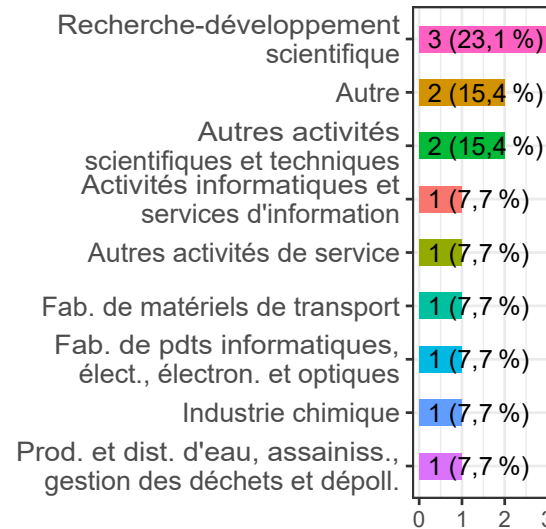 Recherche-développement
scientifique
3 (23,1 %)
Autre
2 (15,4 %)
Autres activités
scientifiques et techniques
2 (15,4 %)
Activités informatiques et
services d'information
1 (7,7 %)
Autres activités de service
1 (7,7 %)
Fab. de matériels de transport
1 (7,7 %)
Fab. de pdts informatiques,
élect., électron. et optiques
1 (7,7 %)
Industrie chimique
1 (7,7 %)
Prod. et dist. d'eau, assainiss.,
gestion des déchets et dépoll.
1 (7,7 %)
0 1 2 3